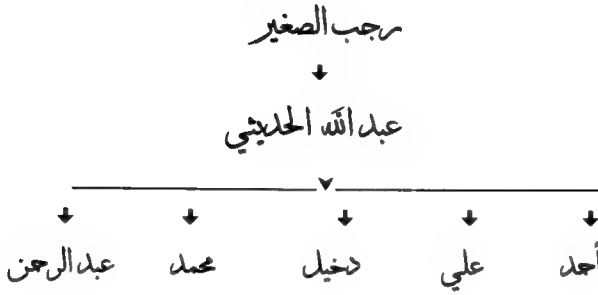 رجب الصغير
عبد الله الحديثي
أحمد علي دخيل محمد عبد الرحمن